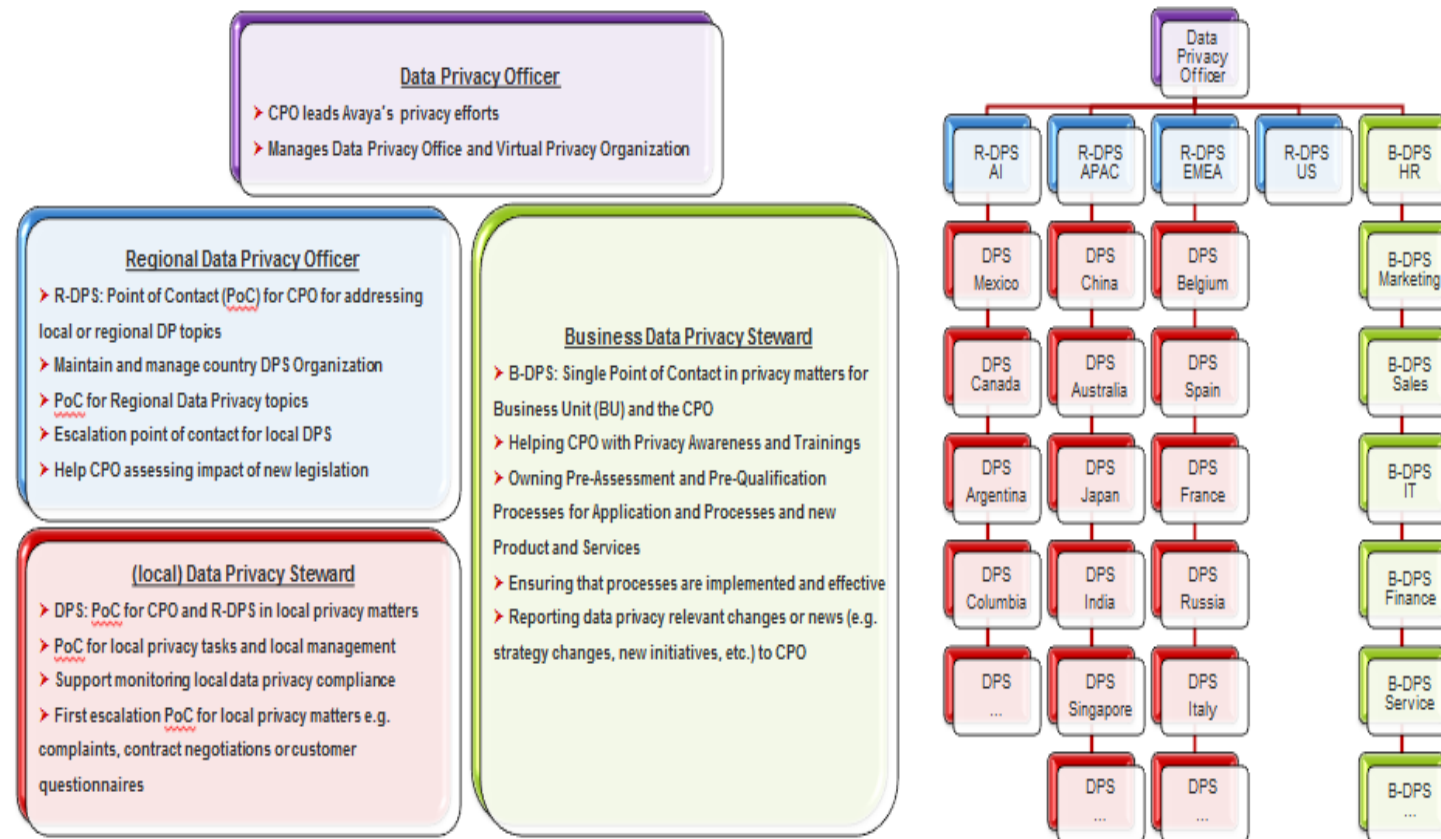 Data Privacy Officer
➤ CPO leads Avaya's privacy efforts
➤ Manages Data Privacy Office and Virtual Privacy Organization
Regional Data Privacy Officer
➤ R-DPS: Point of Contact (PoC) for CPO for addressing
local or regional DP topics
➤ Maintain and manage country DPS Organization
➤ PoC for Regional Data Privacy topics
➤ Escalation point of contact for local DPS
➤ Help CPO assessing impact of new legislation
(local) Data Privacy Steward
➤ DPS: PoC for CPO and R-DPS in local privacy matters
➤ PoC for local privacy tasks and local management
➤ Support monitoring local data privacy compliance
➤ First escalation PoC for local privacy matters e.g.
complaints, contract negotiations or customer
questionnaires
Business Data Privacy Steward
➤ B-DPS: Single Point of Contact in privacy matters for
Business Unit (BU) and the CPO
➤ Helping CPO with Privacy Awareness and Trainings
➤ Owning Pre-Assessment and Pre-Qualification
Processes for Application and Processes and new
Product and Services
➤ Ensuring that processes are implemented and effective
➤ Reporting data privacy relevant changes or news (e.g.
strategy changes, new initiatives, etc.) to CPO
Data
Privacy
Officer
R-DPS
AI
DPS
Mexico
DPS
Canada
DPS
Argentina
DPS
Columbia
DPS
...
R-DPS
APAC
DPS
China
DPS
Australia
DPS
Japan
DPS
India
DPS
Singapore
DPS
...
R-DPS
EMEA
DPS
Belgium
DPS
Spain
DPS
France
DPS
Russia
DPS
Italy
DPS
...
R-DPS
US
B-DPS
HR
B-DPS
Marketing
B-DPS
Sales
B-DPS
IT
B-DPS
Finance
B-DPS
Service
B-DPS
...